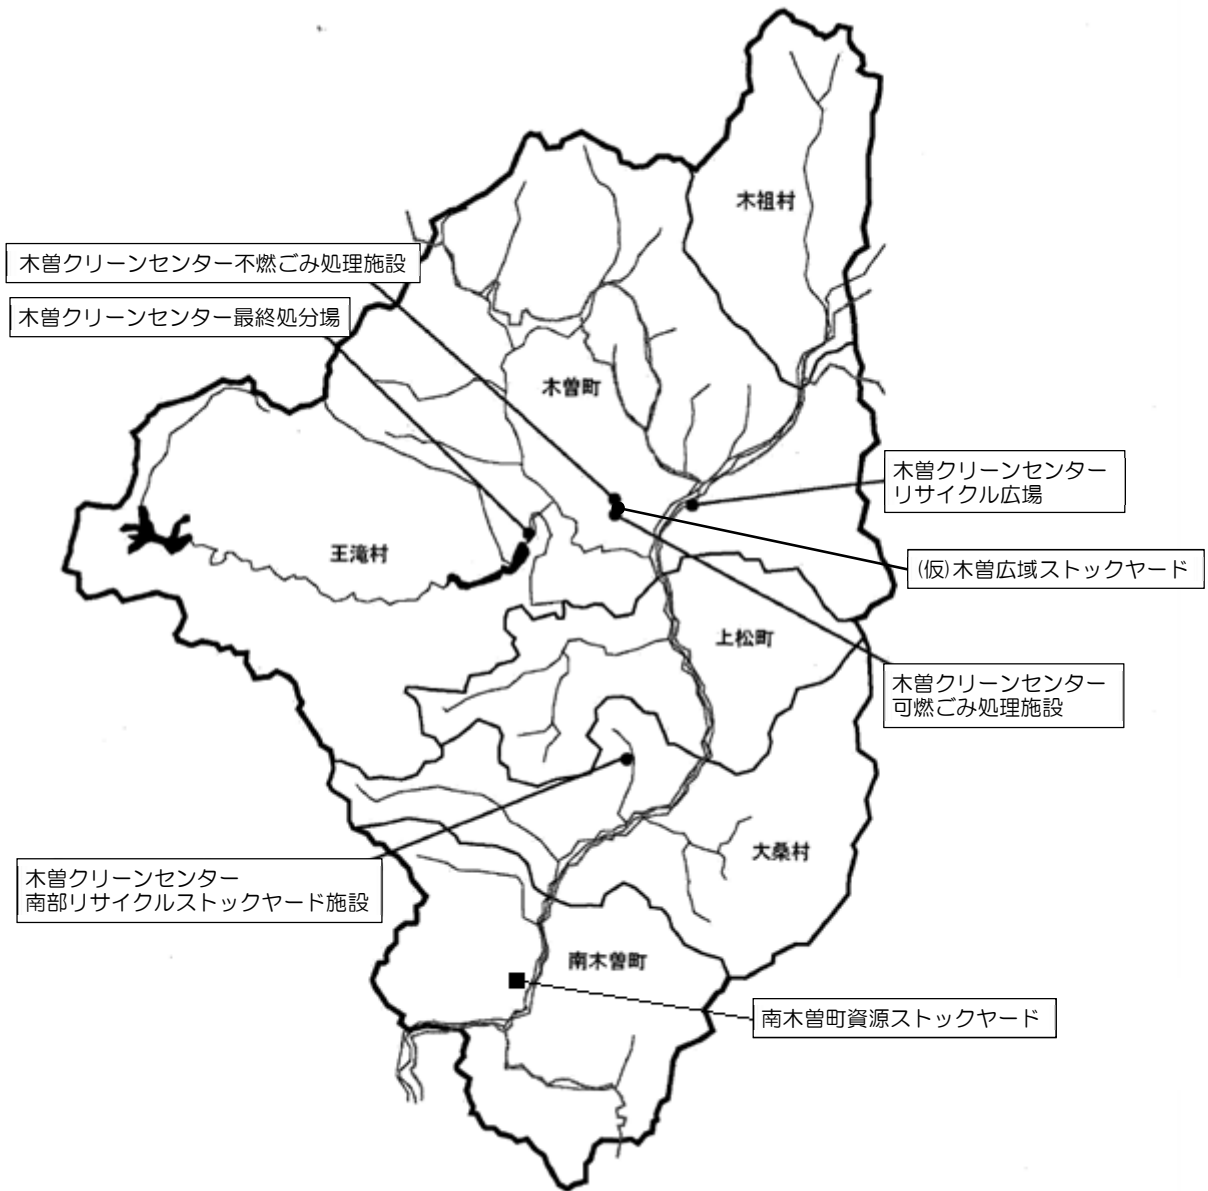 木祖村
木曽クリーンセンター不燃ごみ処理施設
木曽クリーンセンター最終処分場
木曽町
木曽クリーンセンター
リサイクル広場
王滝村
(仮)木曽広域ストックヤード
上松町
木曽クリーンセンター
可燃ごみ処理施設
大桑村
木曽クリーンセンター
南部リサイクルストックヤード施設
南木曽町
南木曽町資源ストックヤード